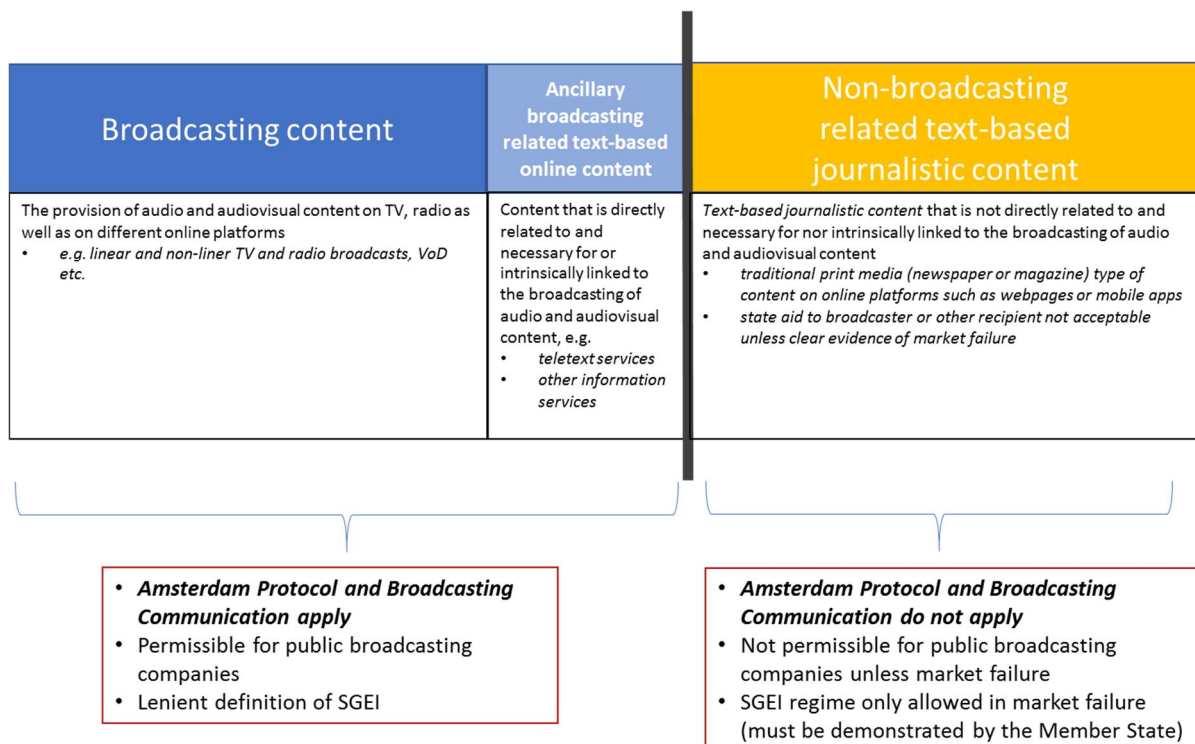 Broadcasting content
Ancillary
broadcasting
related text-based
online content
Non-broadcasting
related text-based
journalistic content
The provision of audio and audiovisual content on TV, radio as
well as on different online platforms
• e.g. linear and non-liner TV and radio broadcasts, VoD
etc.
Content that is directly
related to and
necessary for or
intrinsically linked to
the broadcasting of
audio and audiovisual
content, e.g.
• teletext services
• other information
services
Text-based journalistic content that is not directly related to and
necessary for nor intrinsically linked to the broadcasting of audio
and audiovisual content
• traditional print media (newspaper or magazine) type of
content on online platforms such as webpages or mobile apps
• state aid to broadcaster or other recipient not acceptable
unless clear evidence of market failure
• Amsterdam Protocol and Broadcasting
Communication apply
• Permissible for public broadcasting
companies
• Lenient definition of SGEI
• Amsterdam Protocol and Broadcasting
Communication do not apply
• Not permissible for public broadcasting
companies unless market failure
• SGEI regime only allowed in market failure
(must be demonstrated by the Member State)